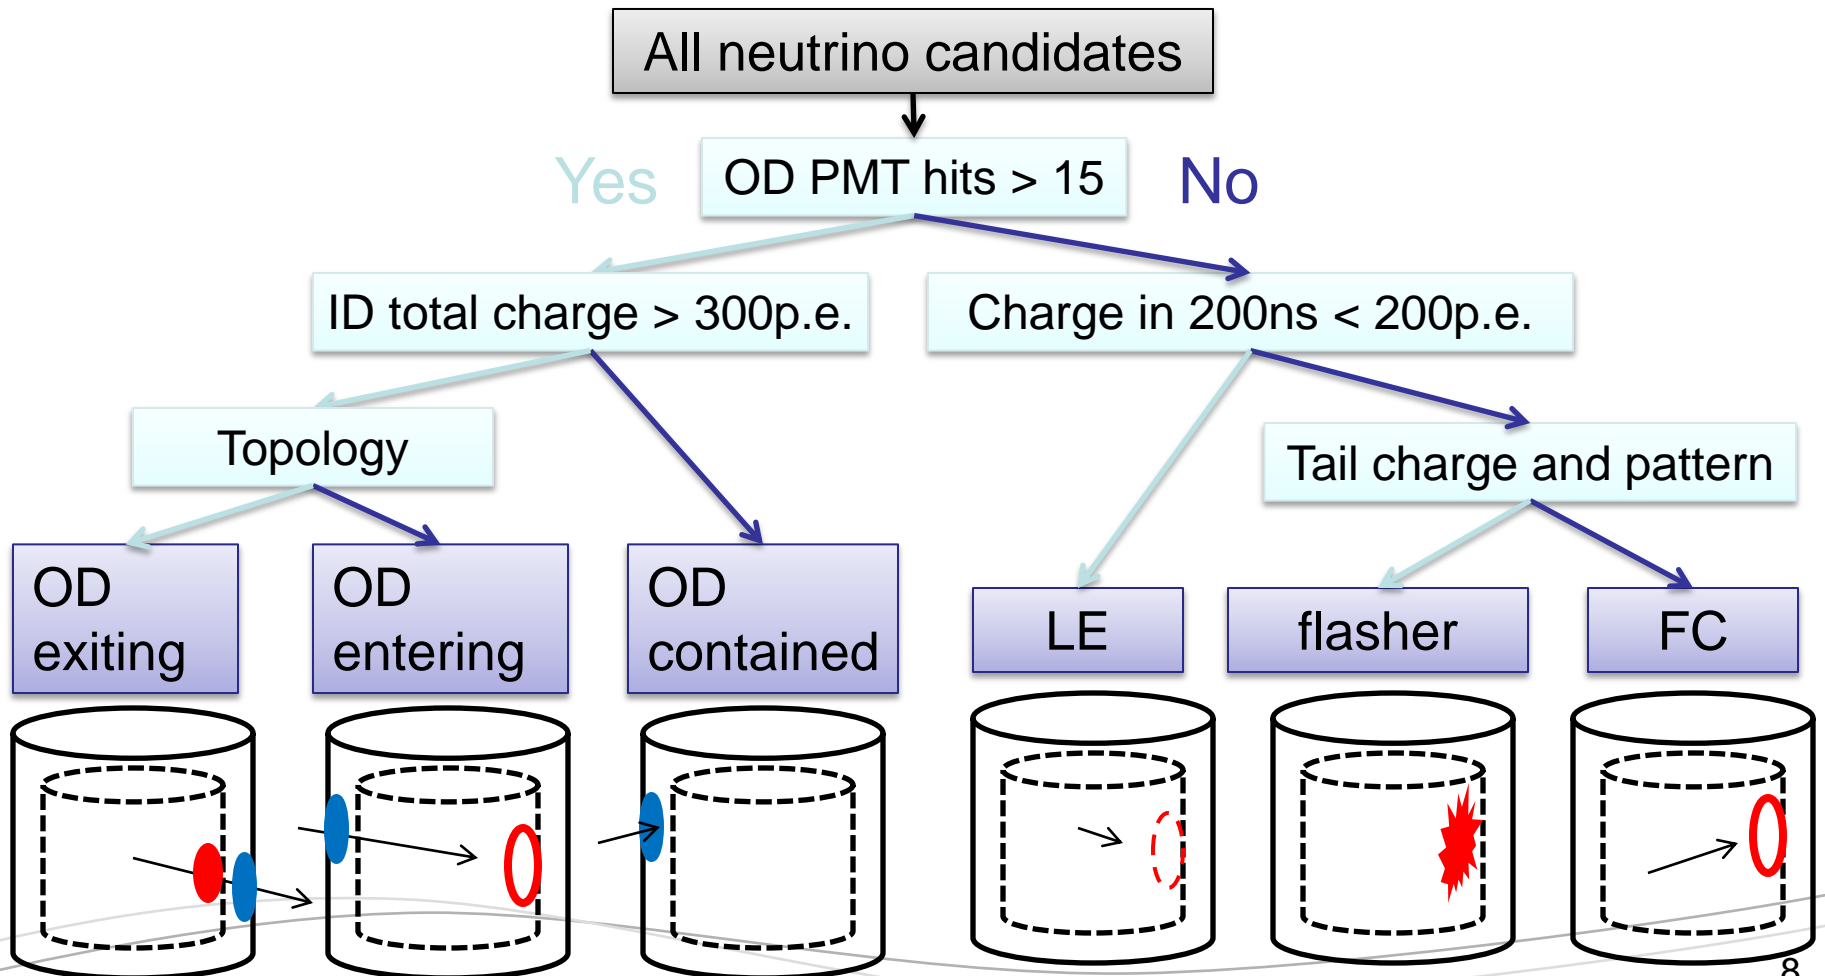 All neutrino candidates
Yes
OD PMT hits > 15
No
ID total charge > 300p.e.
Charge in 200ns < 200p.e.
Topology
Tail charge and pattern
OD
exiting
OD
entering
OD
contained
LE
flasher
FC
8